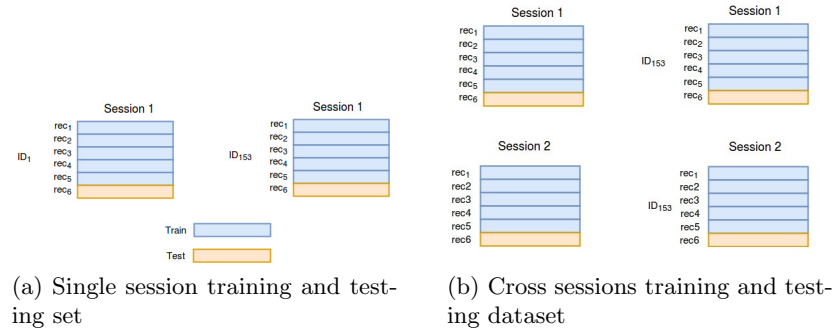 Session 1
rec1
rec2
rec3
rec4
rec5
rec6
ID1
Session 1
rec1
rec2
rec3
rec4
rec5
rec6
ID153
Train
Test
(a) Single session training and test-
ing set
Session 1
rec1
rec2
rec3
rec4
rec5
rec6
Session 1
rec1
rec2
rec3
rec4
rec5
rec6
ID153
Session 2
rec1
rec2
rec3
rec4
rec5
rec6
Session 2
rec1
rec2
rec3
rec4
rec5
rec6
ID153
(b) Cross sessions training and test-
ing dataset